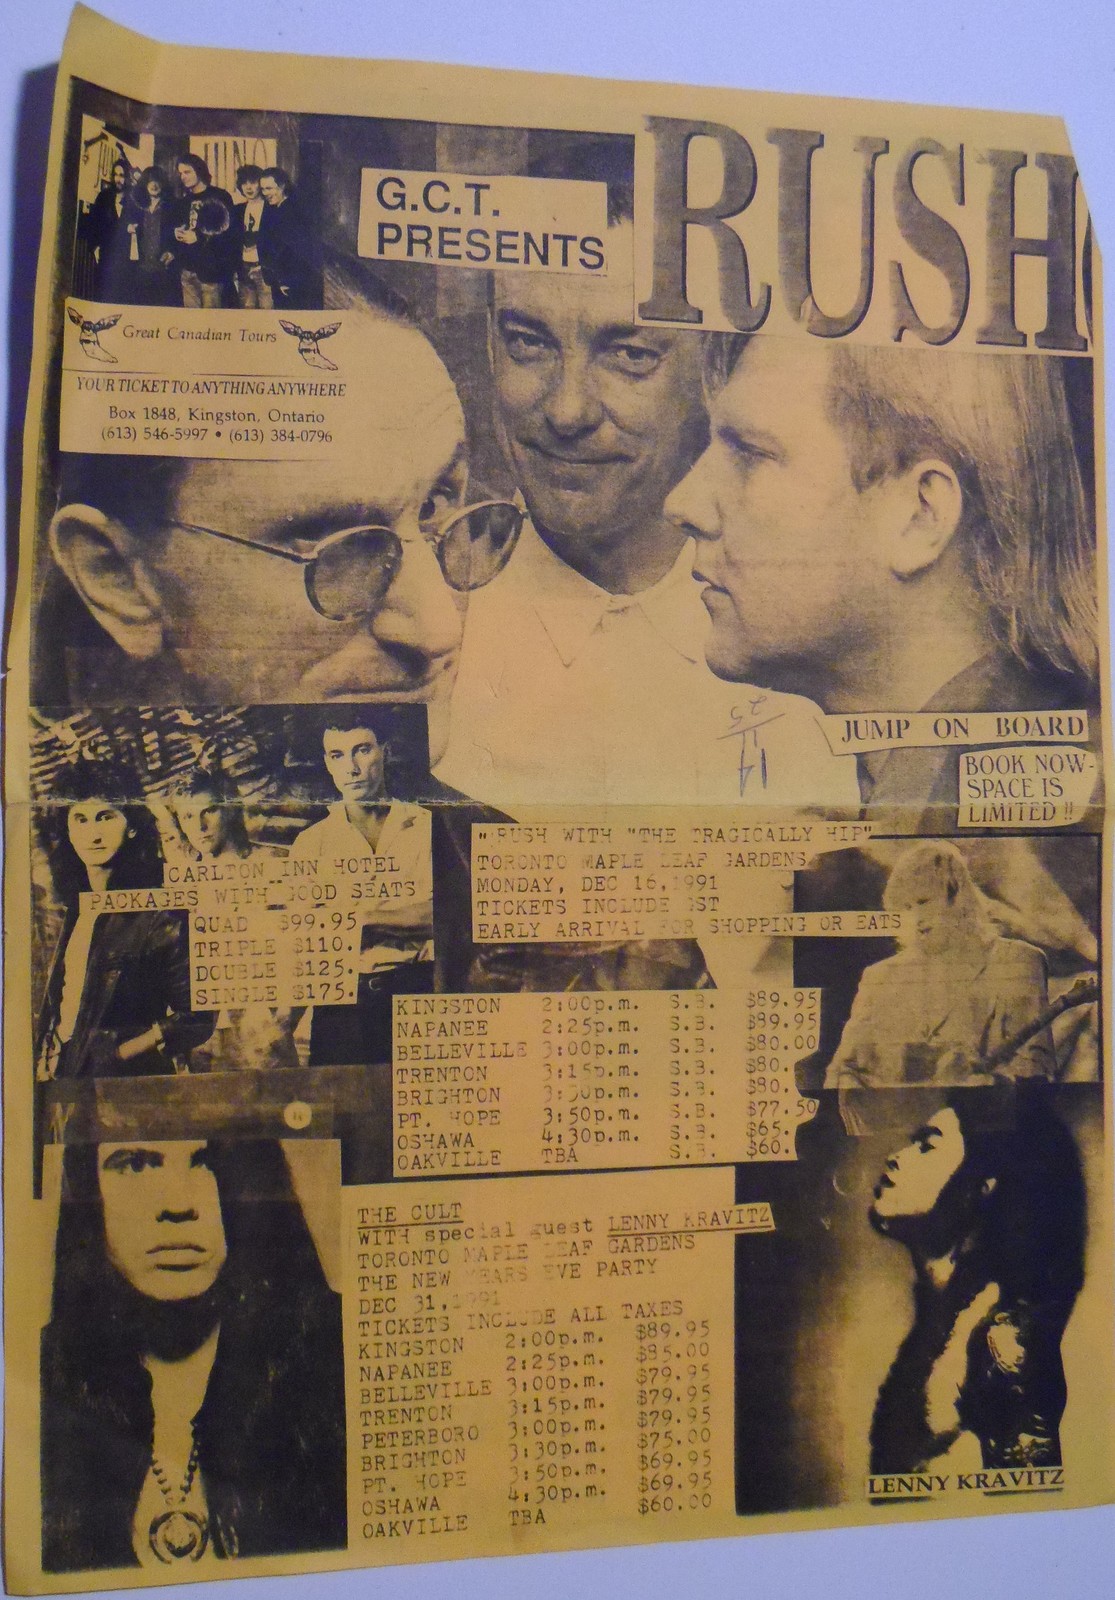 G.C.T.
PRESENTS
RUSH
Great Canadian Tours
YOUR TICKET TO ANYTHING ANYWHERE
Box 1848, Kingston, Ontario
(613) 546-5997 • (613) 384-0796
JUMP ON BOARD
BOOK NOW-
SPACE IS
LIMITED !!
CARLTON INN HOTEL
PACKAGES WITH GOOD SEATS
QUAD $99.95
TRIPLE $110.
DOUBLE $125.
SINGLE $175.
"RUSH WITH "THE TRAGICALLY HIP"
TORONTO MAPLE LEAF GARDENS
MONDAY, DEC 16,1991
TICKETS INCLUDE GST
EARLY ARRIVAL FOR SHOPPING OR EATS
KINGSTON 2:00p.m. S.B. $89.95
NAPANEE 2:25p.m. S.B. $89.95
BELLEVILLE 3:00p.m. S.B. $80.00
TRENTON 3:15p.m. S.B. $80.
BRIGHTON 3:30p.m. S.B. $80.
PT. HOPE 3:50p.m. S.B. $77.50
OSHAWA 4:30p.m. S.B. $65.
OAKVILLE TBA S.B. $60.
THE CULT
WITH special guest LENNY KRAVITZ
TORONTO MAPLE LEAF GARDENS
THE NEW YEARS EVE PARTY
DEC 31,1991
TICKETS INCLUDE ALL TAXES
KINGSTON 2:00p.m. $89.95
NAPANEE 2:25p.m. $85.00
BELLEVILLE 3:00p.m. $79.95
TRENTON 3:15p.m. $79.95
PETERBORO 3:00p.m. $79.95
BRIGHTON 3:30p.m. $75.00
PT. HOPE 3:50p.m. $69.95
OSHAWA 4:30p.m. $69.95
OAKVILLE TBA $60.00
LENNY KRAVITZ